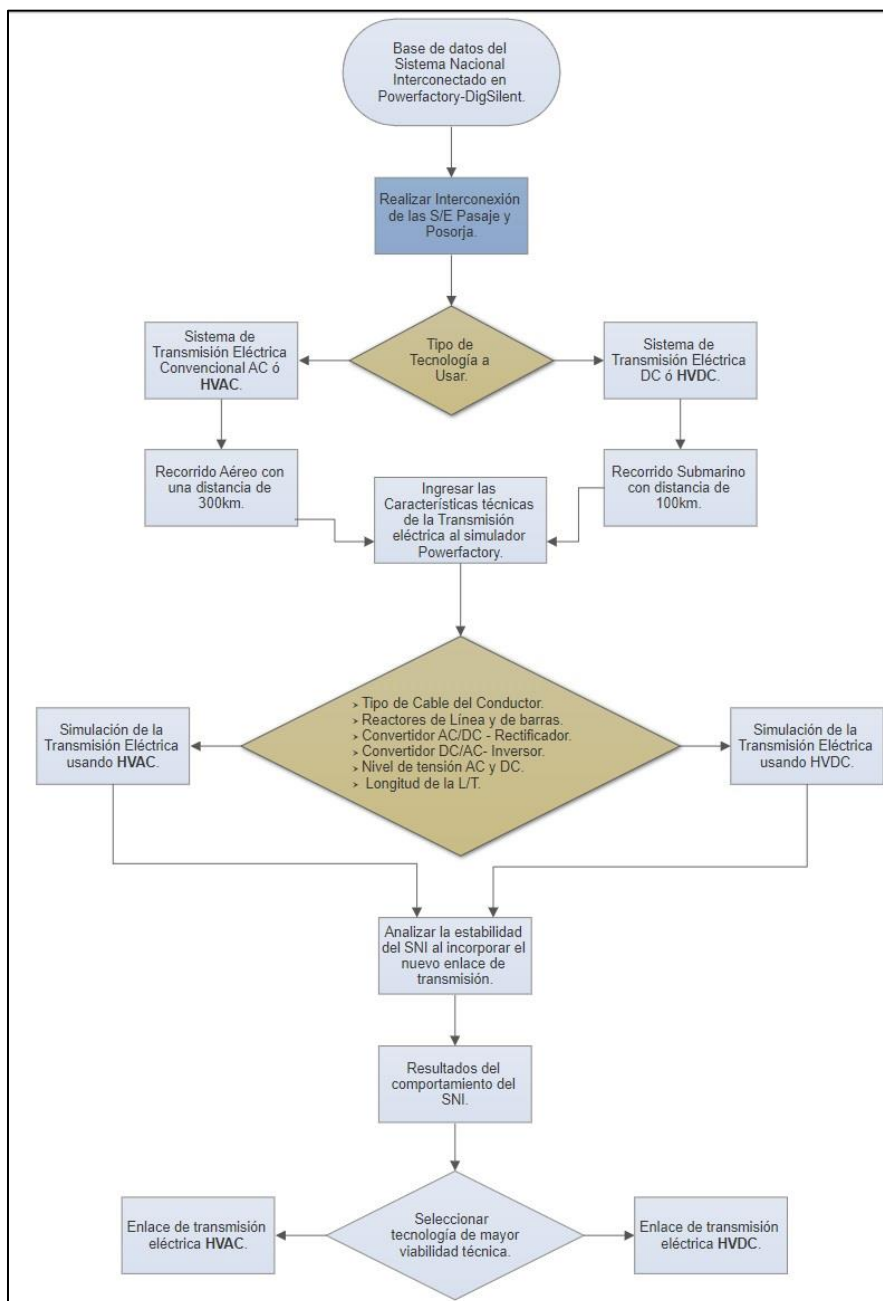 Base de datos del
Sistema Nacional
Interconectado en
Powerfactory-DigSilent.
Realizar Interconexión
de las S/E Pasaje y
Posorja.
Tipo de
Tecnología a
Usar.
Sistema de
Transmisión Eléctrica
Convencional AC ó
HVAC.
Sistema de
Transmisión Eléctrica
DC ó HVDC.
Recorrido Aéreo con
una distancia de
300km.
Recorrido Submarino
con distancia de
100km.
Ingresar las
Características técnicas
de la Transmisión
eléctrica al simulador
Powerfactory.
➤ Tipo de Cable del Conductor.
➤ Reactores de Línea y de barras.
➤ Convertidor AC/DC - Rectificador.
➤ Convertidor DC/AC- Inversor.
➤ Nivel de tensión AC y DC.
➤ Longitud de la L/T.
Simulación de la
Transmisión Eléctrica
usando HVAC.
Simulación de la
Transmisión Eléctrica
usando HVDC.
Analizar la estabilidad
del SNI al incorporar el
nuevo enlace de
transmisión.
Resultados del
comportamiento del
SNI.
Seleccionar
tecnología de mayor
viabilidad técnica.
Enlace de transmisión
eléctrica HVAC.
Enlace de transmisión
eléctrica HVDC.